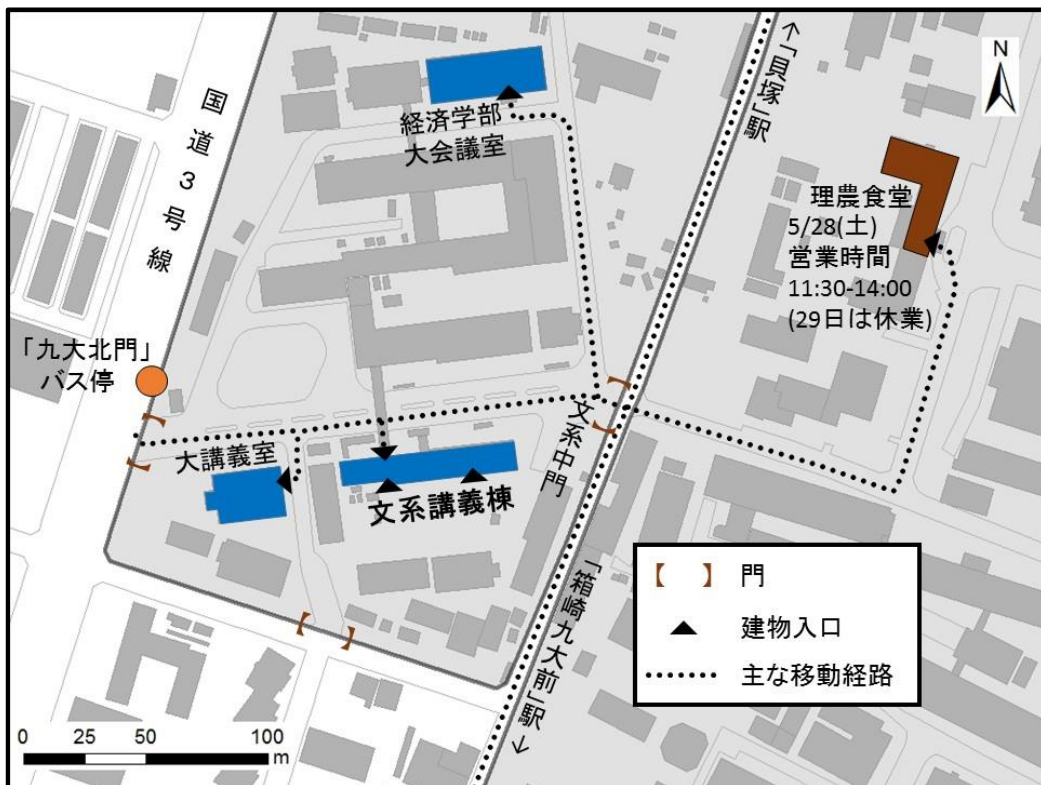 国道3号線
「九大北門」
バス停
経済学部
大会議室
↑「貝塚」駅
N
理農食堂
5/28(土)
営業時間
11:30-14:00
(29日は休業)
大講義室
文系講義棟
文系中門
「箱崎九大前」駅↓
【 】 門
▲ 建物入口
主な移動経路
0 25 50 100
m